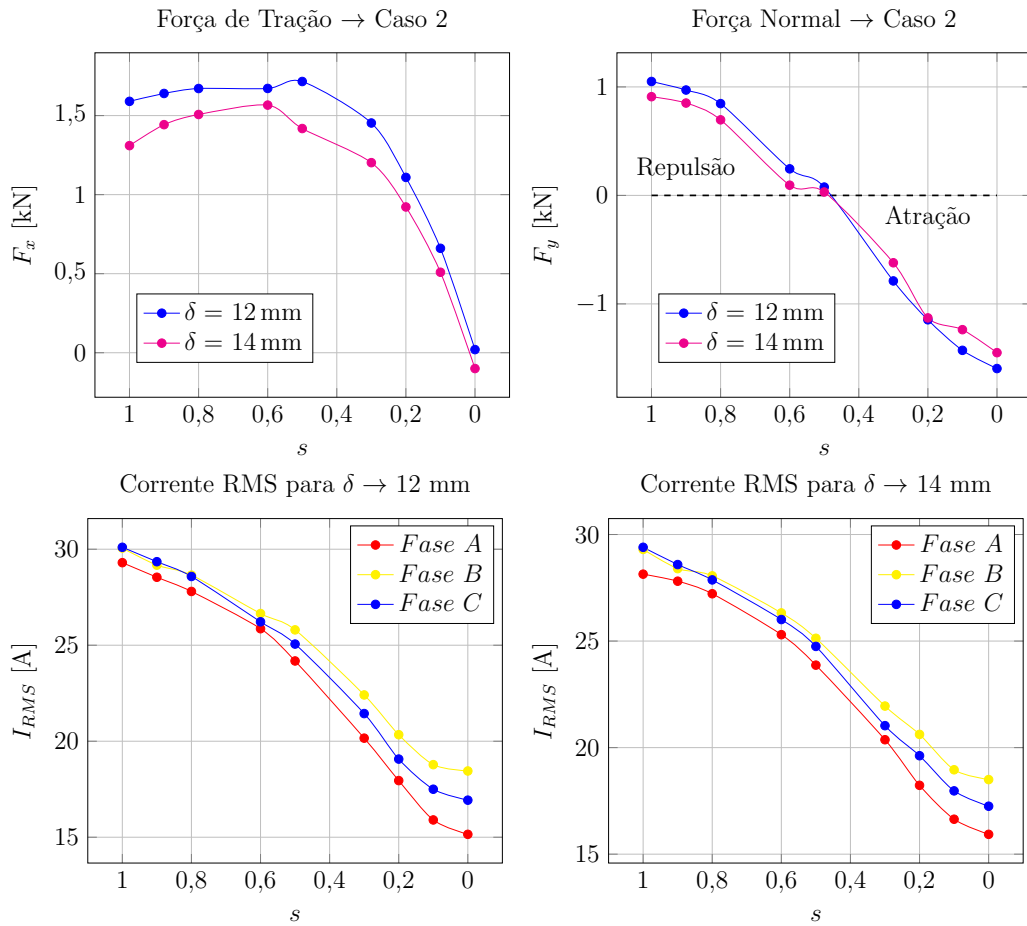 Força de Tração → Caso 2
1,5
1
0,5
0
F_x [kN]
δ = 12 mm
δ = 14 mm
1 0,8 0,6 0,4 0,2 0
s
Força Normal → Caso 2
1
0
−1
F_y [kN]
Repulsão
Atração
δ = 12 mm
δ = 14 mm
1 0,8 0,6 0,4 0,2 0
s
Corrente RMS para δ → 12 mm
30
25
20
15
I_{RMS} [A]
Fase A
Fase B
Fase C
1 0,8 0,6 0,4 0,2 0
s
Corrente RMS para δ → 14 mm
30
25
20
15
I_{RMS} [A]
Fase A
Fase B
Fase C
1 0,8 0,6 0,4 0,2 0
s